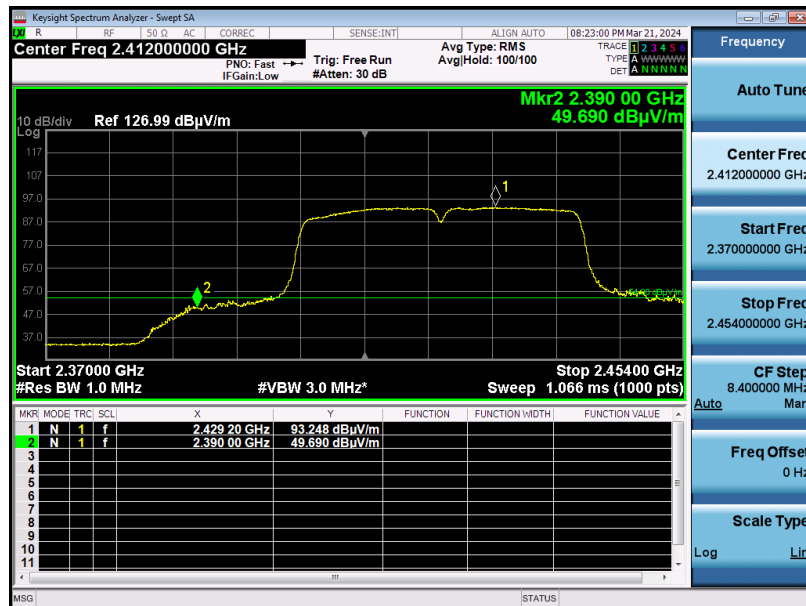 Keysight Spectrum Analyzer - Swept SA
LXI R RF 50 Ω AC CORREC SENSE:INT ALIGN AUTO 08:23:00 PM Mar 21, 2024
Center Freq 2.412000000 GHz
PNO: Fast
IFGain:Low
Trig: Free Run
#Atten: 30 dB
Avg Type: RMS
Avg|Hold: 100/100
TRACE 1 2 3 4 5 6
TYPE A W W W W W
DET A N N N N N
Mkr2 2.390 00 GHz
49.690 dBµV/m
10 dB/div Ref 126.99 dBµV/m
Log
117
107
97.0
87.0
77.0
67.0
57.0
47.0
37.0
1
2
Start 2.37000 GHz Stop 2.45400 GHz
#Res BW 1.0 MHz #VBW 3.0 MHz* Sweep 1.066 ms (1000 pts)
MKR MODE TRC SCL X Y FUNCTION FUNCTION WIDTH FUNCTION VALUE
1 N 1 f 2.429 20 GHz 93.248 dBµV/m
2 N 1 f 2.390 00 GHz 49.690 dBµV/m
3
4
5
6
7
8
9
10
11
MSG STATUS
Frequency
Auto Tune
Center Freq
2.412000000 GHz
Start Freq
2.370000000 GHz
Stop Freq
2.454000000 GHz
CF Step
8.400000 MHz
Auto Man
Freq Offset
0 Hz
Scale Type
Log Lin